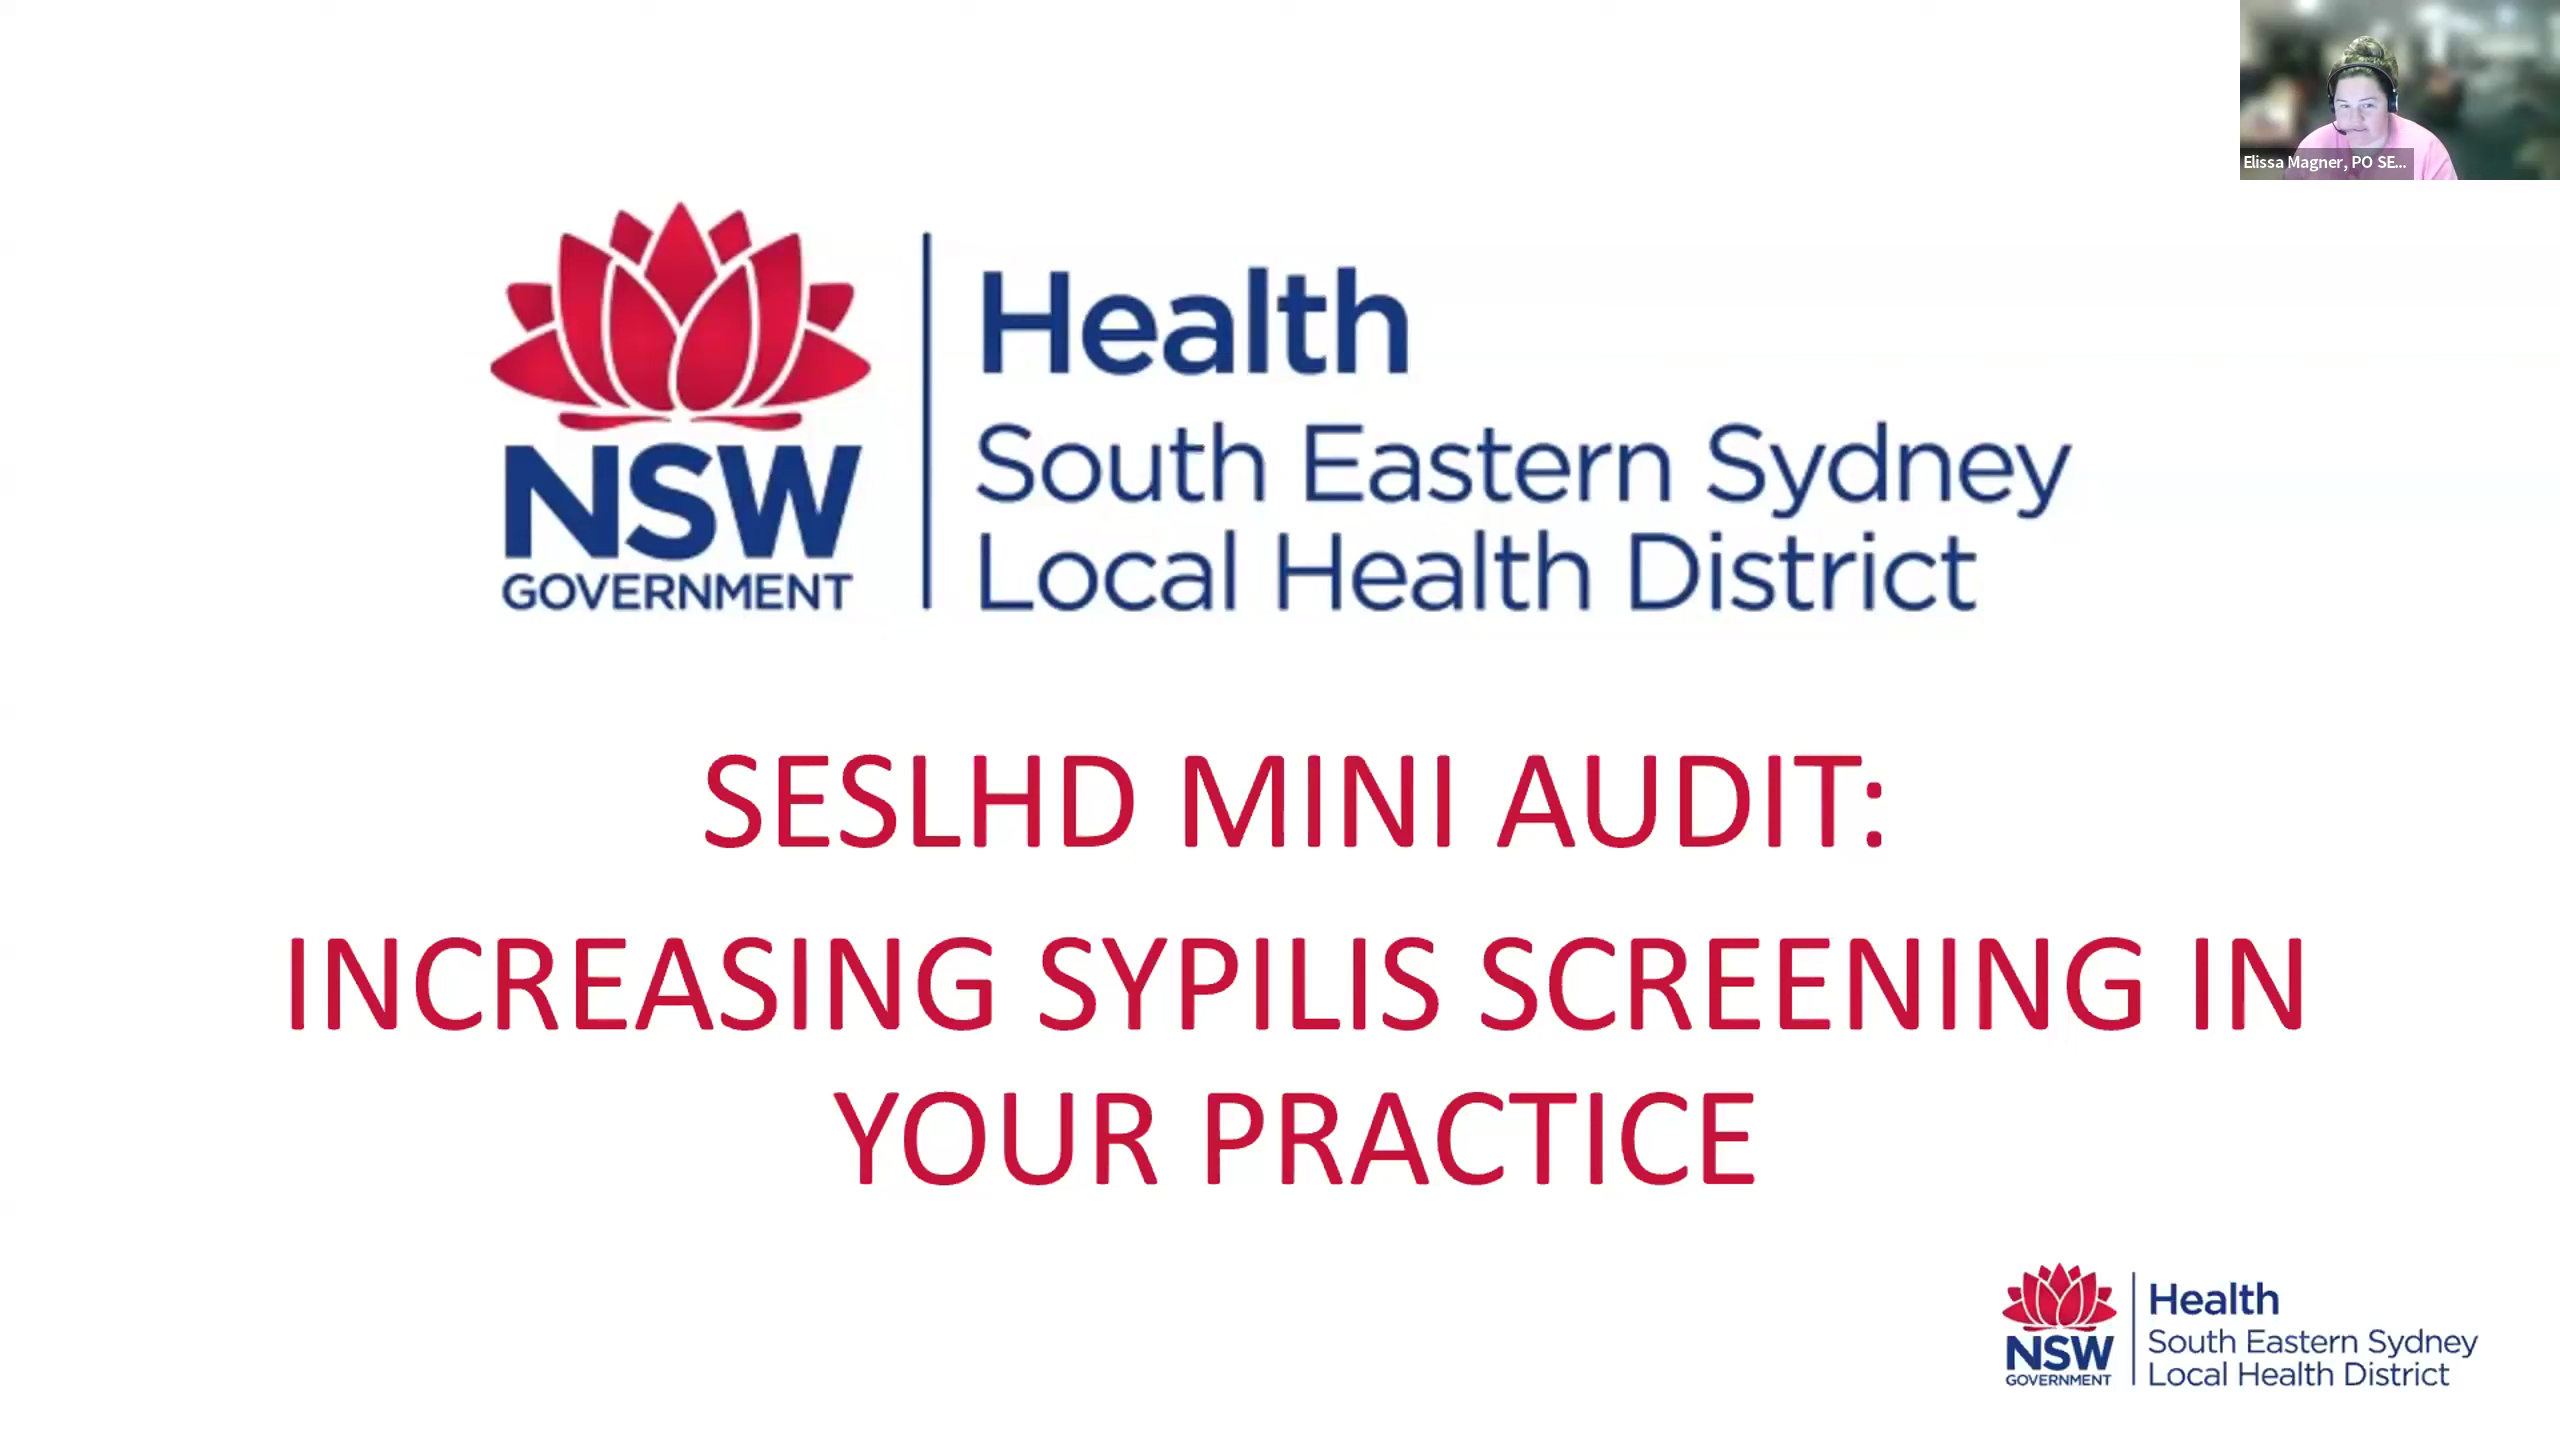 Elissa Magner, PO SE...
NSW
GOVERNMENT
Health
South Eastern Sydney
Local Health District
SESLHD MINI AUDIT:
INCREASING SYPILIS SCREENING IN
YOUR PRACTICE
NSW
GOVERNMENT
Health
South Eastern Sydney
Local Health District